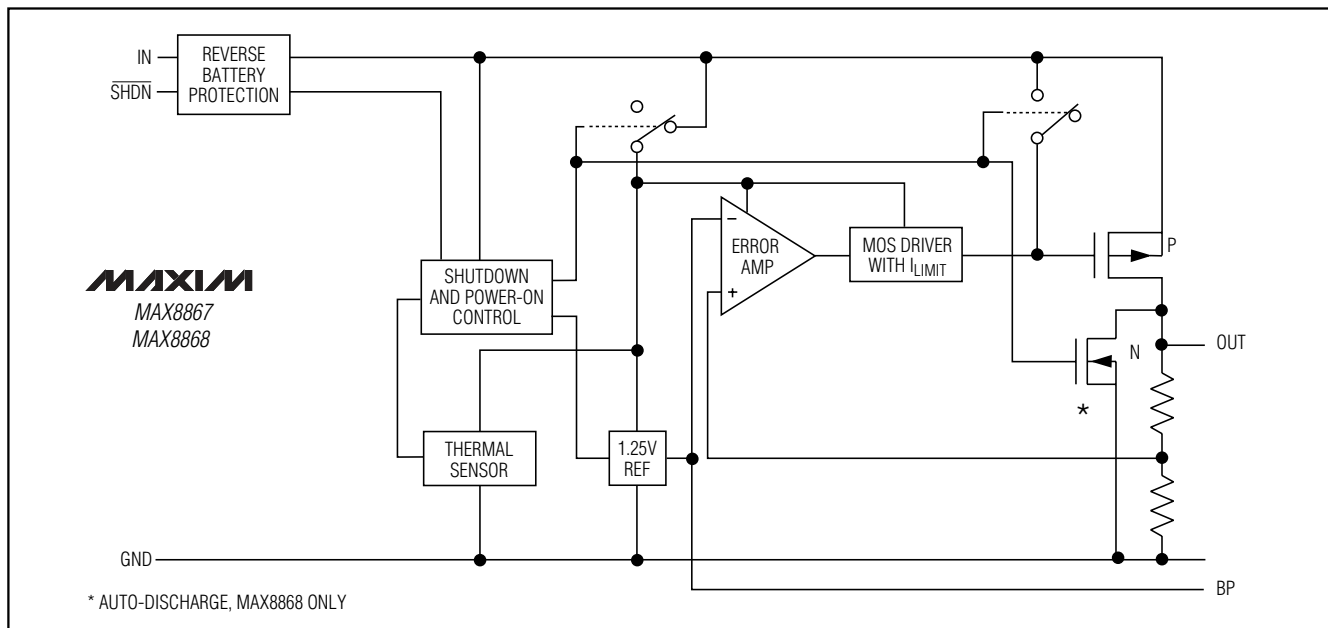 IN
REVERSE
BATTERY
PROTECTION
SHDN
−
ERROR
AMP
+
MOS DRIVER
WITH ILIMIT
P
MAXIM
MAX8867
MAX8868
SHUTDOWN
AND POWER-ON
CONTROL
N
OUT
*
THERMAL
SENSOR
1.25V
REF
GND
BP
* AUTO-DISCHARGE, MAX8868 ONLY